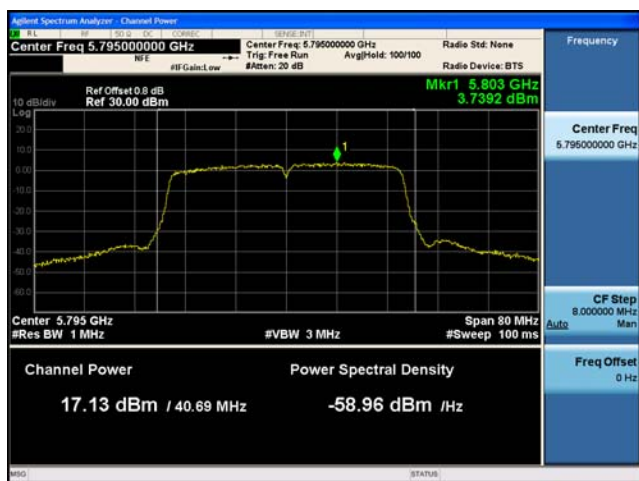 Agilent Spectrum Analyzer - Channel Power
RL RF 50 Ω DC CORREC SENSE:INT
Center Freq 5.795000000 GHz
NFE
#IFGain:Low
Center Freq: 5.795000000 GHz
Trig: Free Run Avg|Hold: 100/100
#Atten: 20 dB
Radio Std: None
Radio Device: BTS
Ref Offset 0.8 dB
10 dB/div Ref 30.00 dBm
Log
Mkr1 5.803 GHz
3.7392 dBm
20.0
10.0
0.00
-10.0
-20.0
-30.0
-40.0
-50.0
-60.0
1
Center 5.795 GHz Span 80 MHz
#Res BW 1 MHz #VBW 3 MHz #Sweep 100 ms
Channel Power
17.13 dBm / 40.69 MHz
Power Spectral Density
-58.96 dBm /Hz
Frequency
Center Freq
5.795000000 GHz
CF Step
8.000000 MHz
Auto Man
Freq Offset
0 Hz
MSG STATUS